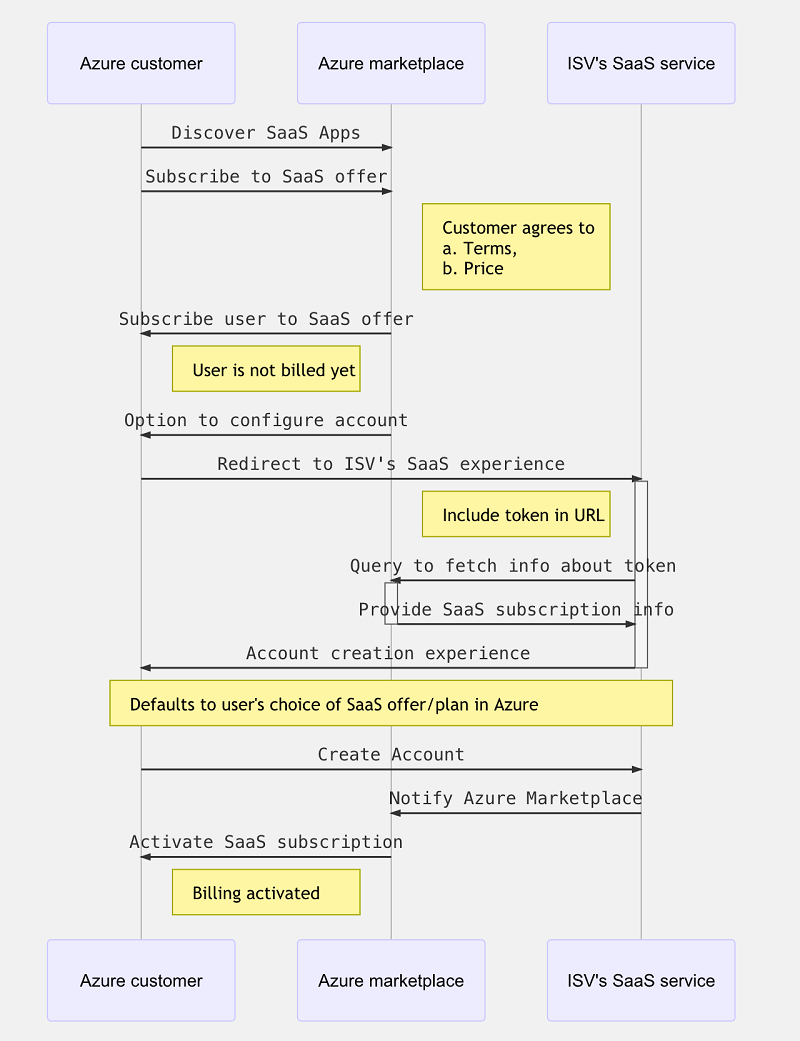 Azure customer
Azure marketplace
ISV's SaaS service
Discover SaaS Apps
Subscribe to SaaS offer
Customer agrees to
a. Terms,
b. Price
Subscribe user to SaaS offer
User is not billed yet
Option to configure account
Redirect to ISV's SaaS experience
Include token in URL
Query to fetch info about token
Provide SaaS subscription info
Account creation experience
Defaults to user's choice of SaaS offer/plan in Azure
Create Account
Notify Azure Marketplace
Activate SaaS subscription
Billing activated
Azure customer
Azure marketplace
ISV's SaaS service